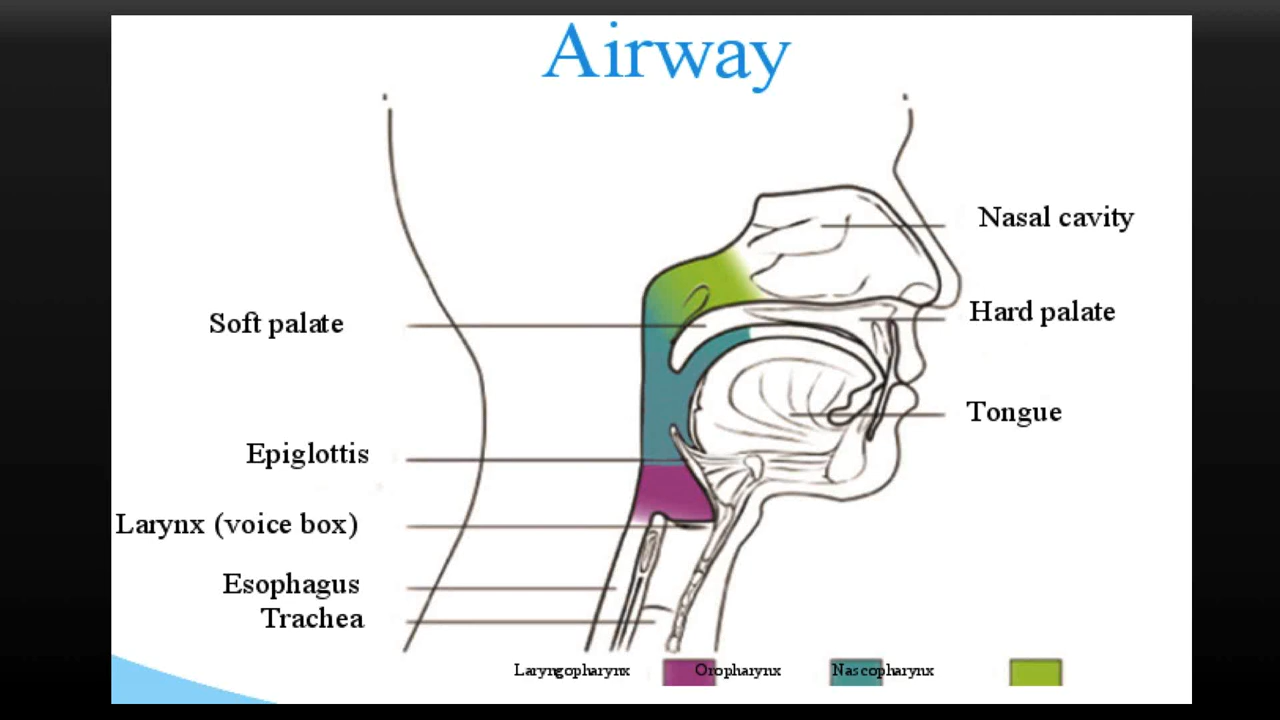 Airway
Nasal cavity
Hard palate
Soft palate
Tongue
Epiglottis
Larynx (voice box)
Esophagus
Trachea
Laryngopharynx
Oropharynx
Nascopharynx